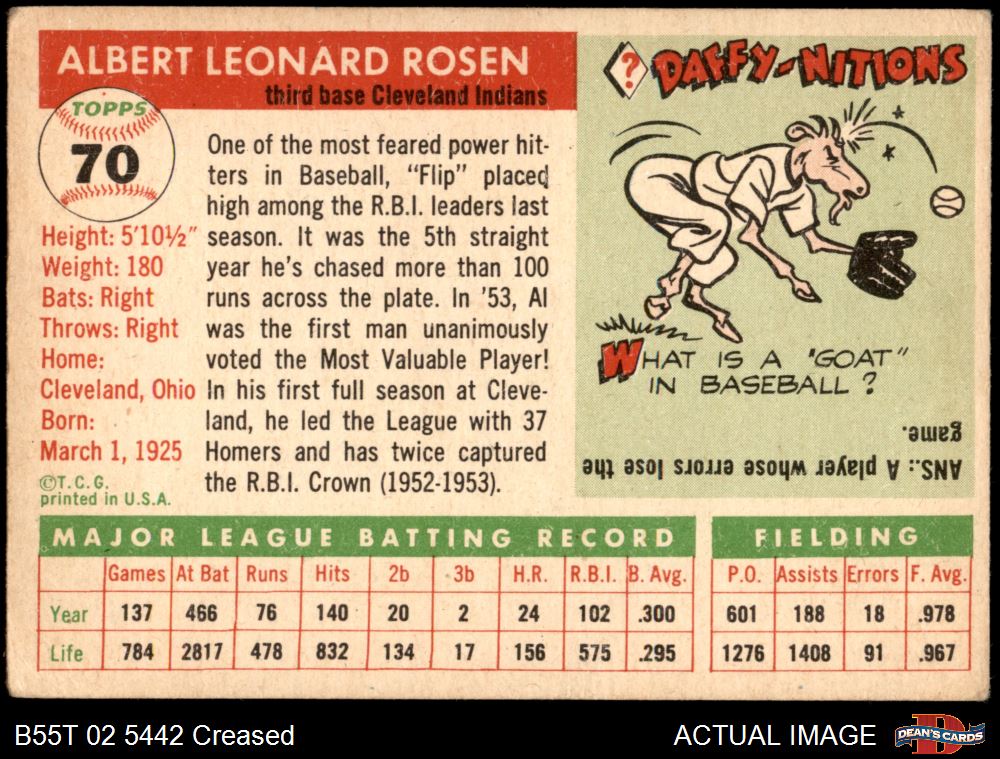 ALBERT LEONARD ROSEN
third base Cleveland Indians
TOPPS
70
Height: 5'10½"
Weight: 180
Bats: Right
Throws: Right
Home:
Cleveland, Ohio
Born:
March 1, 1925
©T.C.G.
printed in U.S.A.
One of the most feared power hit-
ters in Baseball, "Flip" placed
high among the R.B.I. leaders last
season. It was the 5th straight
year he's chased more than 100
runs across the plate. In '53, Al
was the first man unanimously
voted the Most Valuable Player!
In his first full season at Cleve-
land, he led the League with 37
Homers and has twice captured
the R.B.I. Crown (1952-1953).
? DAFFY-NITIONS
WHAT IS A "GOAT"
IN BASEBALL?
ANS.: A player whose errors lose the
game.
MAJOR LEAGUE BATTING RECORD
Games At Bat Runs Hits 2b 3b H.R. R.B.I. B. Avg.
Year 137 466 76 140 20 2 24 102 .300
Life 784 2817 478 832 134 17 156 575 .295
FIELDING
P.O. Assists Errors F. Avg.
601 188 18 .978
1276 1408 91 .967
B55T 02 5442 Creased
ACTUAL IMAGE
D
DEAN'S CARDS